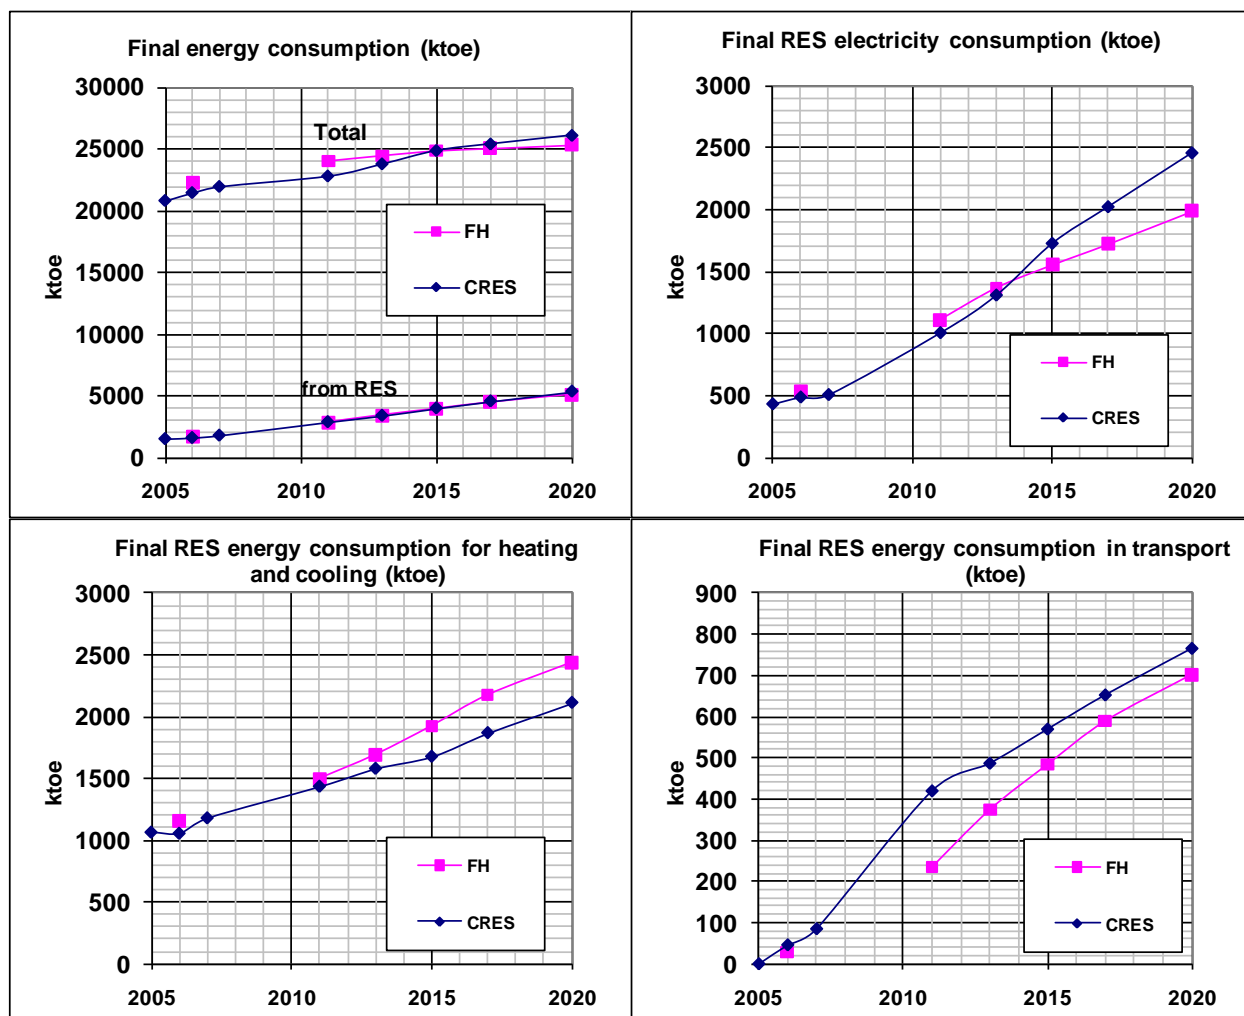 Final energy consumption (ktoe)
30000
25000
20000
15000
10000
5000
0
ktoe
Total
from RES
FH
CRES
2005 2010 2015 2020
Final RES electricity consumption (ktoe)
3000
2500
2000
1500
1000
500
0
ktoe
FH
CRES
2005 2010 2015 2020
Final RES energy consumption for heating
and cooling (ktoe)
3000
2500
2000
1500
1000
500
0
ktoe
FH
CRES
2005 2010 2015 2020
Final RES energy consumption in transport
(ktoe)
900
800
700
600
500
400
300
200
100
0
ktoe
FH
CRES
2005 2010 2015 2020